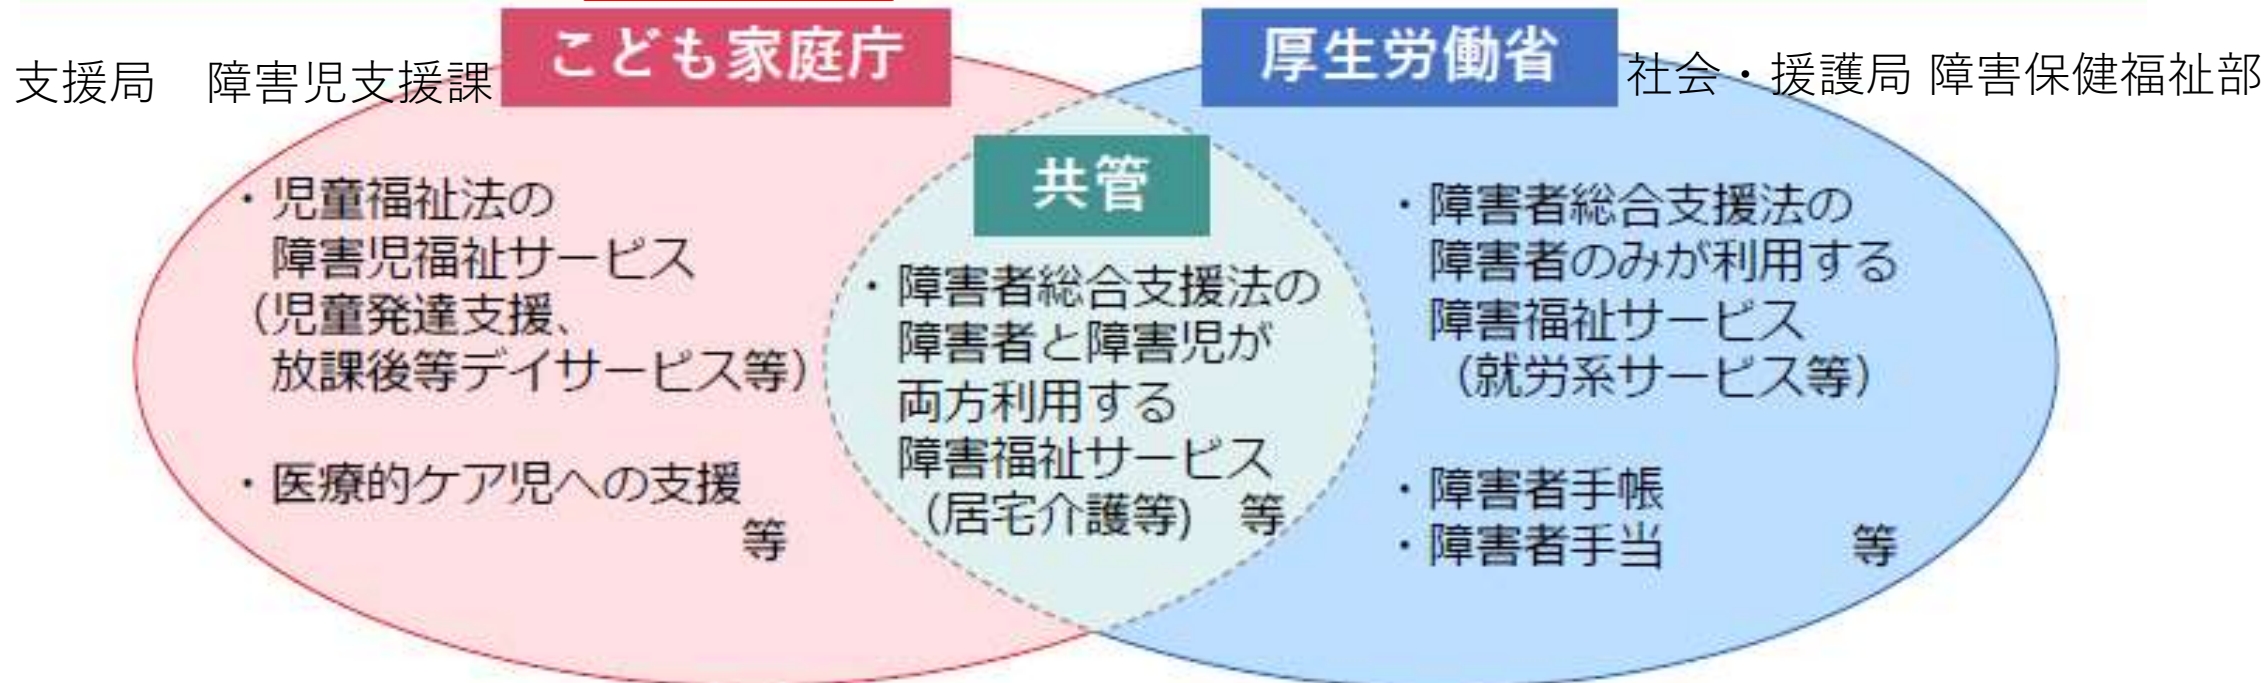 こども家庭庁
厚生労働省
支援局　障害児支援課
社会・援護局 障害保健福祉部
・児童福祉法の
障害児福祉サービス
（児童発達支援、
放課後等デイサービス等）
・医療的ケア児への支援
等
共管
・障害者総合支援法の
障害者と障害児が
両方利用する
障害福祉サービス
（居宅介護等)　等
・障害者総合支援法の
障害者のみが利用する
障害福祉サービス
（就労系サービス等）
・障害者手帳
・障害者手当　等